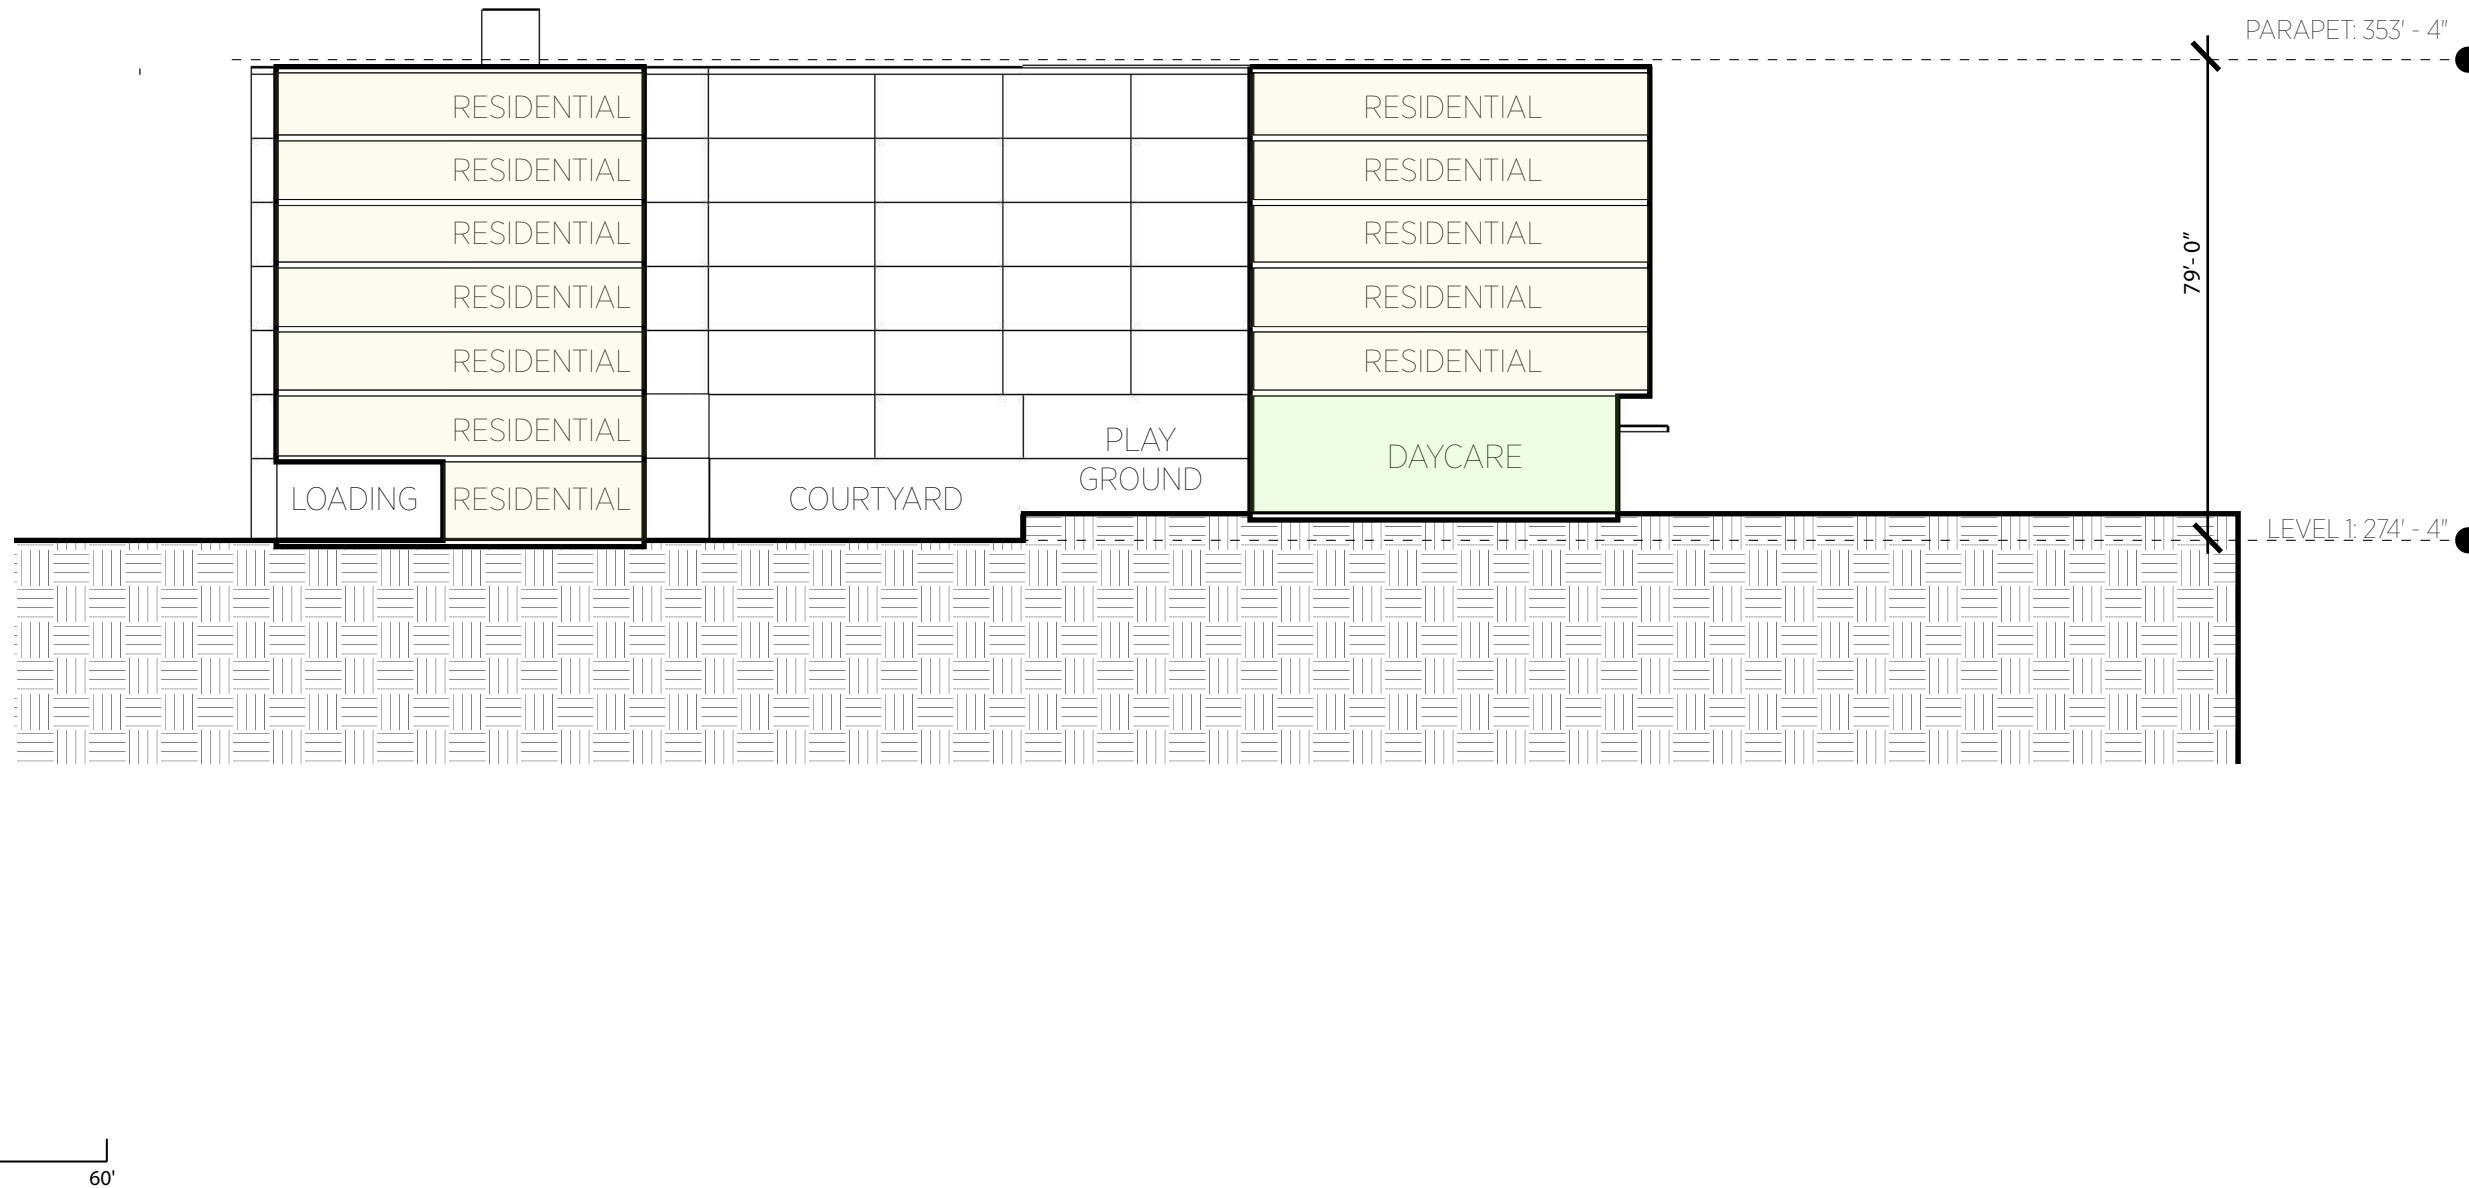 PARAPET: 353' - 4"
RESIDENTIAL RESIDENTIAL
RESIDENTIAL RESIDENTIAL
RESIDENTIAL RESIDENTIAL
79'- 0"
RESIDENTIAL RESIDENTIAL
RESIDENTIAL RESIDENTIAL
RESIDENTIAL
PLAY
GROUND
DAYCARE
LOADING RESIDENTIAL COURTYARD
LEVEL 1: 274' - 4"
60'